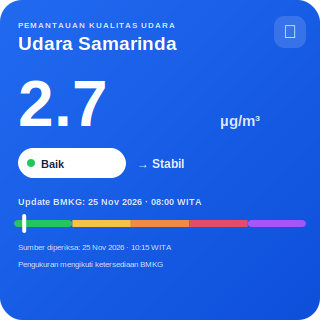 PEMANTAUAN KUALITAS UDARA
Udara Samarinda
2.7
µg/m³
Baik
→ Stabil
Update BMKG: 25 Nov 2026 · 08:00 WITA
Sumber diperiksa: 25 Nov 2026 · 10:15 WITA
Pengukuran mengikuti ketersediaan BMKG